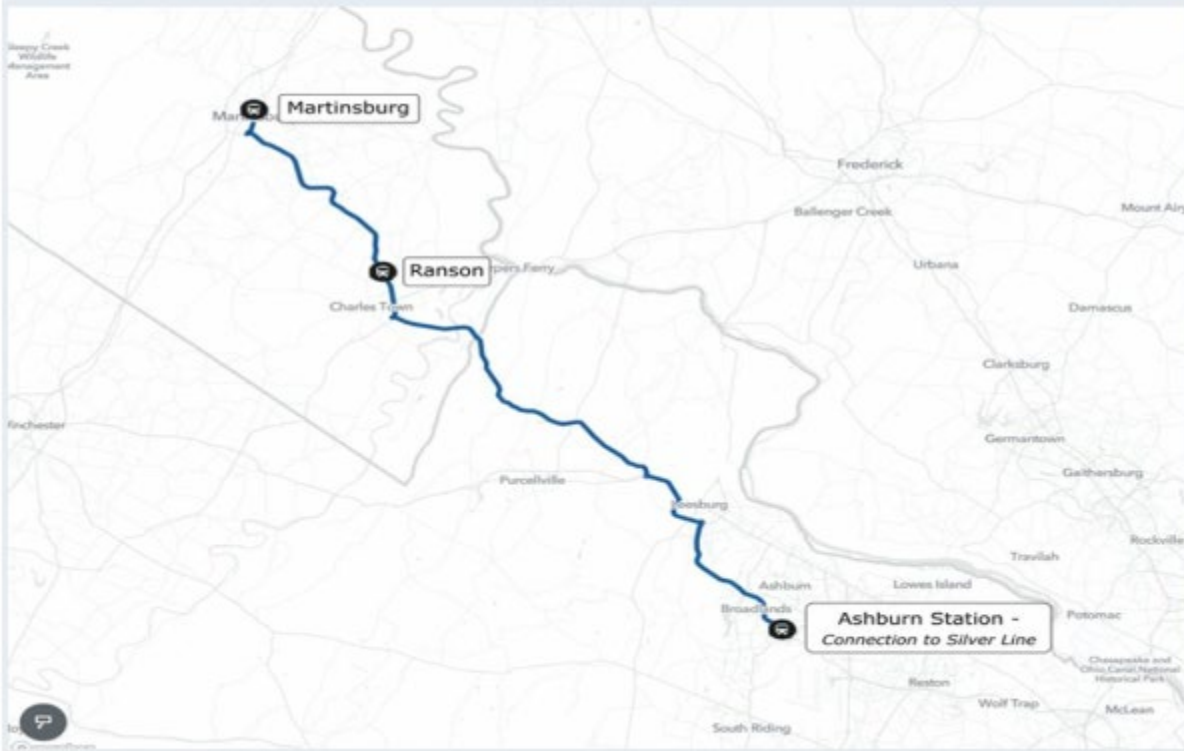 Sleepy Creek
Wildlife
Management
Area
Martinsburg
Frederick
Ballenger Creek
Mount Airy
Urbana
Ranson
pers Ferry
Charles Town
Damascus
Clarksburg
inchester
Germantown
Gaithersburg
Purcellville
Leesburg
Rockville
Travilah
Ashburn
Lowes Island
Broadlands
Ashburn Station -
Connection to Silver Line
Potomac
Chesapeake and
Ohio Canal National
Historical Park
Reston
Wolf Trap
McLean
South Riding